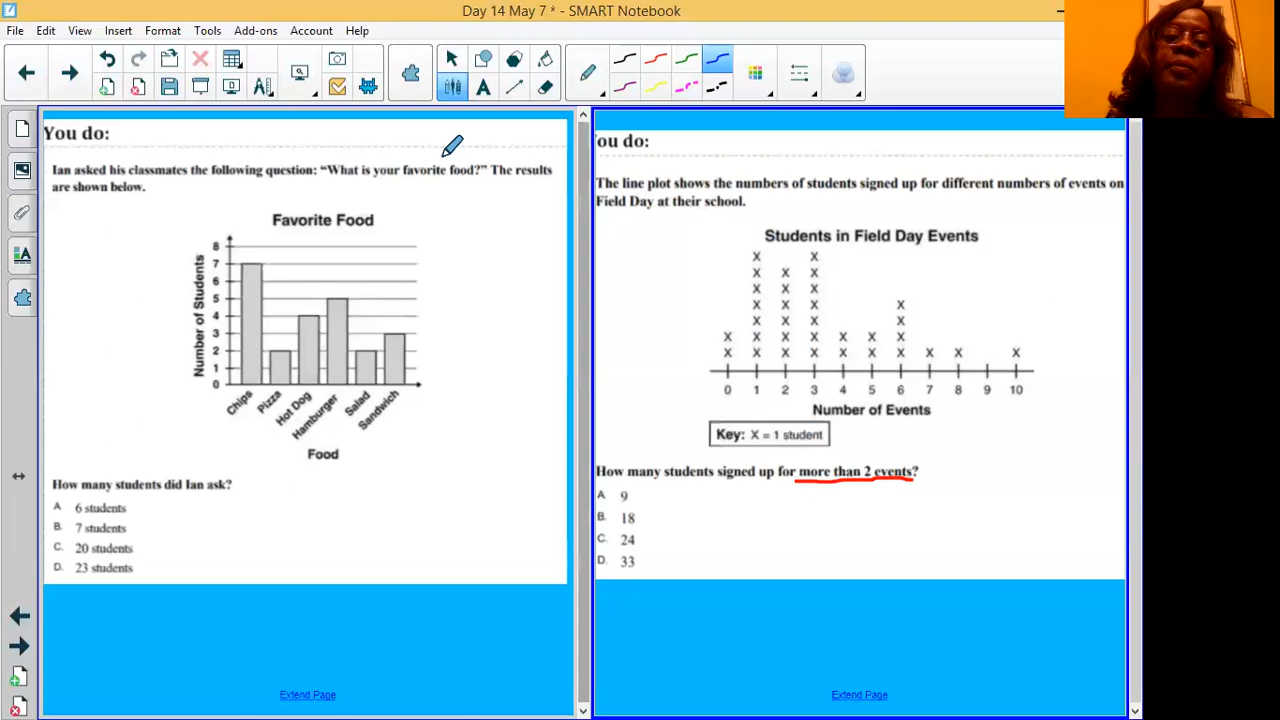 Day 14 May 7 * - SMART Notebook
File Edit View Insert Format Tools Add-ons Account Help
You do:
Ian asked his classmates the following question: “What is your favorite food?” The results
are shown below.
Favorite Food
Number of Students
8
7
6
5
4
3
2
1
0
Chips
Pizza
Hot Dog
Hamburger
Salad
Sandwich
Food
How many students did Ian ask?
A 6 students
B. 7 students
C. 20 students
D. 23 students
Extend Page
ou do:
The line plot shows the numbers of students signed up for different numbers of events on
Field Day at their school.
Students in Field Day Events
X X
X X X
X X X
X X X X
X X X X
X X X X X X X
X X X X X X X X X X
0 1 2 3 4 5 6 7 8 9 10
Number of Events
Key: X = 1 student
How many students signed up for more than 2 events?
A 9
B. 18
C. 24
D. 33
Extend Page